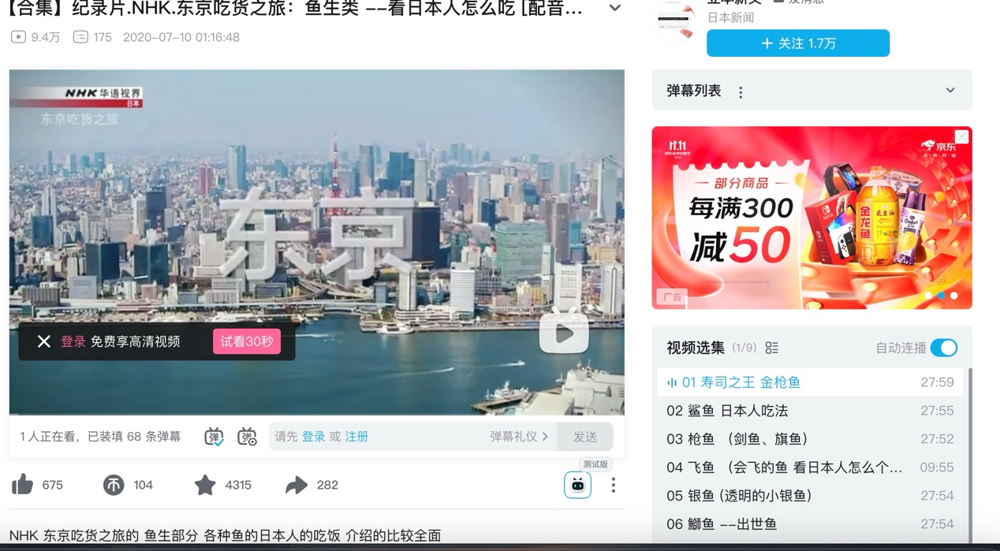 【合集】纪录片.NHK.东京吃货之旅：鱼生类 --看日本人怎么吃 [配音...
9.4万 175 2020-07-10 01:16:48
日本新闻
+ 关注 1.7万
NHK 华语视界
日本
东京吃货之旅
东京
登录 免费享高清视频 试看30秒
1人正在看，已装填 68 条弹幕 弹 弹 请先 登录 或 注册 弹幕礼仪 发送
测试版
675 104 4315 282
NHK 东京吃货之旅的 鱼生部分 各种鱼的日本人的吃饭 介绍的比较全面
弹幕列表
11.11
京东
部分商品
每满300
减50
金龙鱼
花生油
广告
视频选集 (1/9) 自动连播
01 寿司之王 金枪鱼 27:59
02 鲨鱼 日本人吃法 27:55
03 枪鱼 （剑鱼、旗鱼） 27:52
04 飞鱼 （会飞的鱼 看日本人怎么个... 09:55
05 银鱼 (透明的小银鱼) 27:54
06 鰤鱼 --出世鱼 27:54